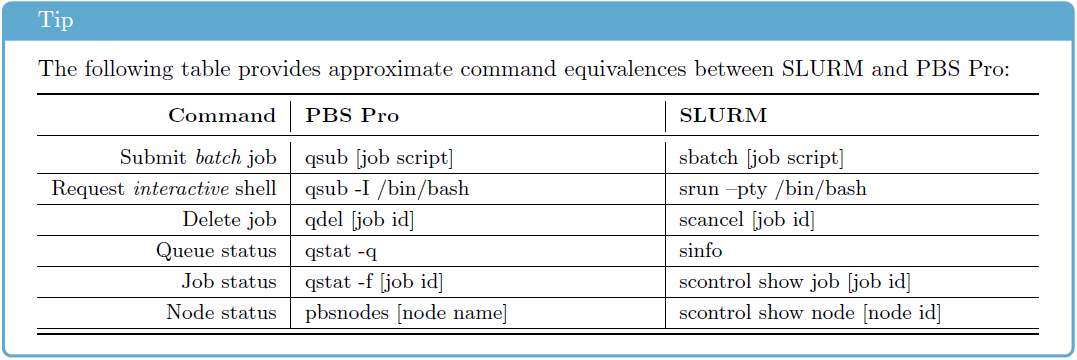 Tip
The following table provides approximate command equivalences between SLURM and PBS Pro:
Command PBS Pro SLURM
Submit batch job qsub [job script] sbatch [job script]
Request interactive shell qsub -I /bin/bash srun –pty /bin/bash
Delete job qdel [job id] scancel [job id]
Queue status qstat -q sinfo
Job status qstat -f [job id] scontrol show job [job id]
Node status pbsnodes [node name] scontrol show node [node id]